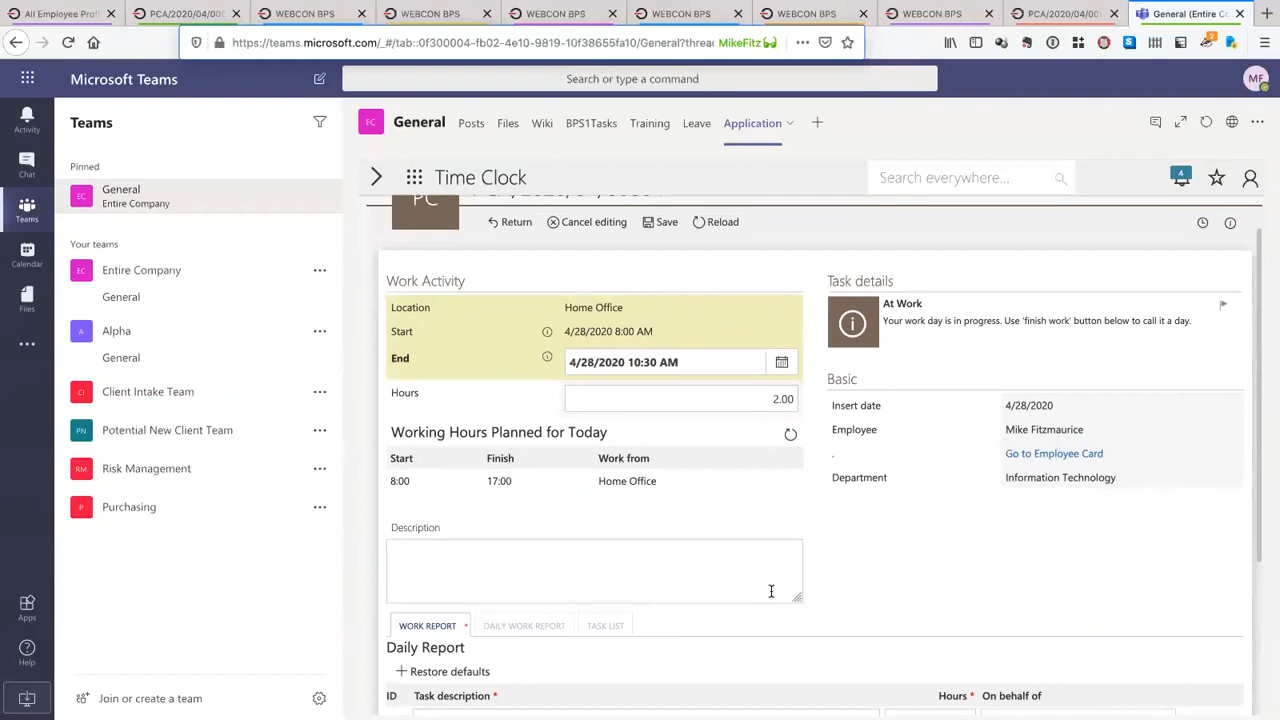 All Employee Prof
PCA/2020/04/000
WEBCON BPS
WEBCON BPS
WEBCON BPS
WEBCON BPS
WEBCON BPS
WEBCON BPS
PCA/2020/04/00
General (Entire Co
https://teams.microsoft.com/_#/tab::0f300004-fb02-4e10-9819-10f38655fa10/General?threa
MikeFitz
Microsoft Teams
Search or type a command
MF
Activity
Chat
Teams
Calendar
Files
Apps
Help
Teams
Pinned
EC
General
Entire Company
Your teams
EC Entire Company
General
A Alpha
General
CI Client Intake Team
PN Potential New Client Team
RM Risk Management
P Purchasing
Join or create a team
EC General Posts Files Wiki BPS1Tasks Training Leave Application
Time Clock
Search everywhere...
4
PC
Return Cancel editing Save Reload
Work Activity
Location Home Office
Start 4/28/2020 8:00 AM
End 4/28/2020 10:30 AM
Hours 2.00
Working Hours Planned for Today
Start Finish Work from
8:00 17:00 Home Office
Description
WORK REPORT * DAILY WORK REPORT TASK LIST
Daily Report
Restore defaults
ID Task description * Hours * On behalf of
Task details
At Work
Your work day is in progress. Use 'finish work' button below to call it a day.
Basic
Insert date 4/28/2020
Employee Mike Fitzmaurice
. Go to Employee Card
Department Information Technology